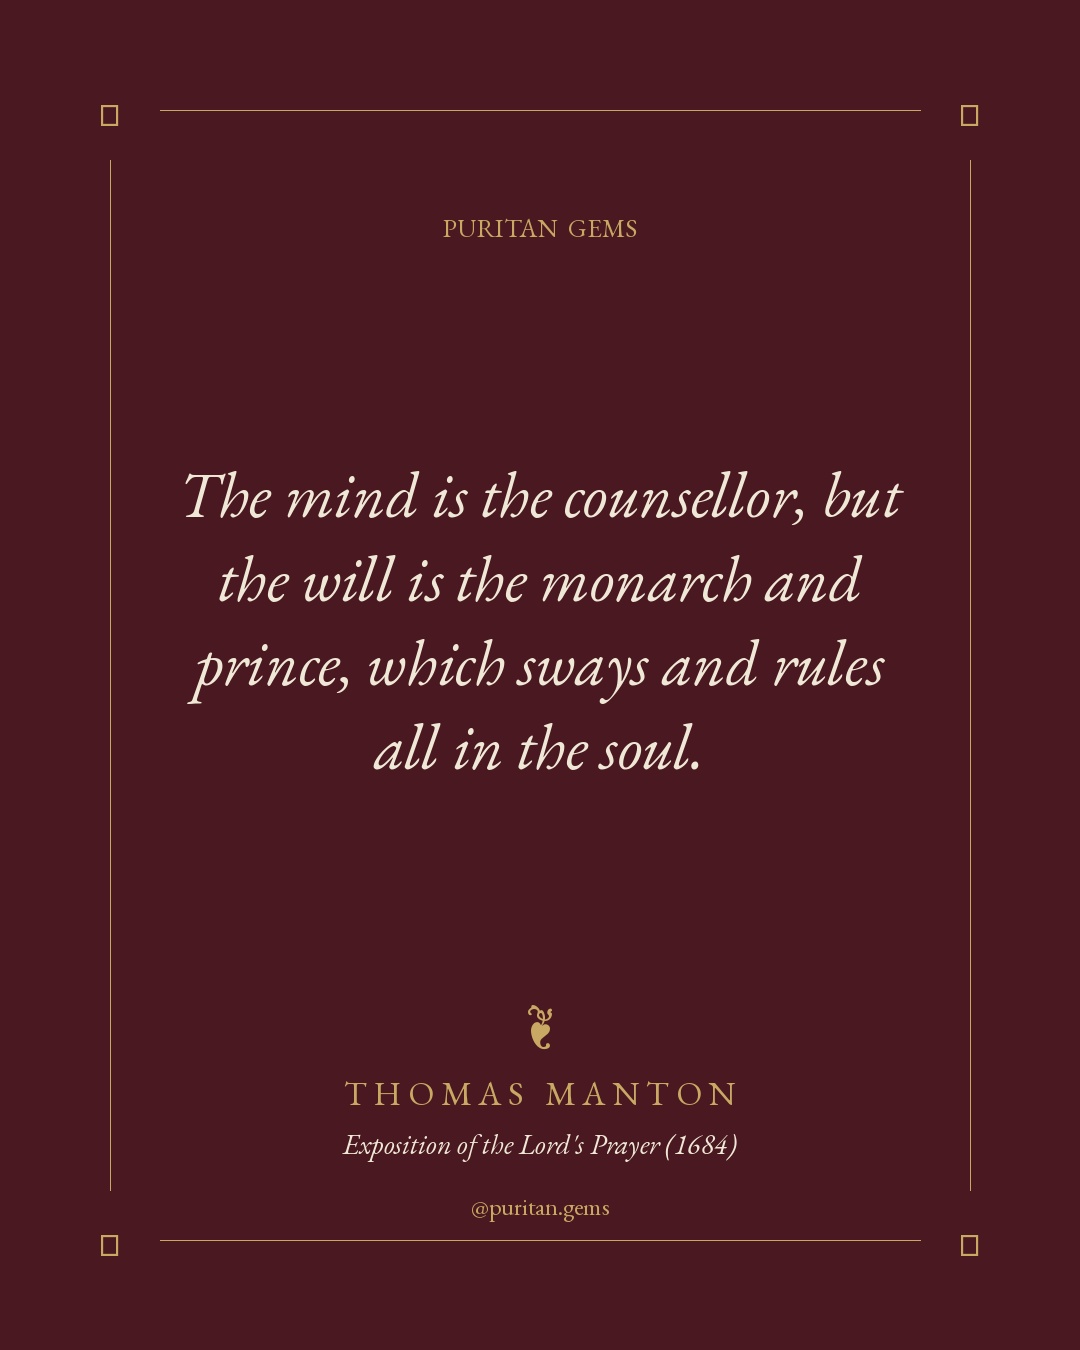 PURITAN GEMS
The mind is the counsellor, but
the will is the monarch and
prince, which sways and rules
all in the soul.
THOMAS MANTON
Exposition of the Lord's Prayer (1684)
@puritan.gems